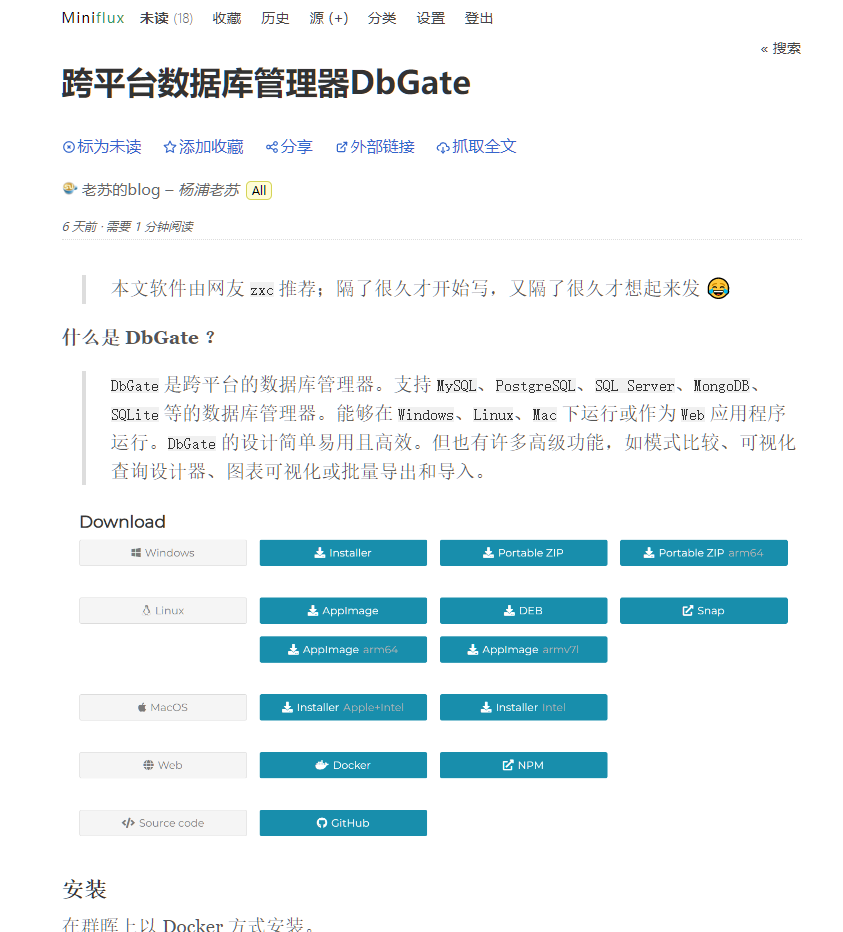 Miniflux 未读 (18) 收藏 历史 源 (+) 分类 设置 登出
« 搜索
跨平台数据库管理器DbGate
标为未读 添加收藏 分享 外部链接 抓取全文
老苏的blog – 杨浦老苏 All
6 天前 · 需要 1 分钟阅读
本文软件由网友 zxc 推荐；隔了很久才开始写，又隔了很久才想起来发 😂
什么是 DbGate ？
DbGate 是跨平台的数据库管理器。支持 MySQL、PostgreSQL、SQL Server、MongoDB、
SQLite 等的数据库管理器。能够在 Windows、Linux、Mac 下运行或作为 Web 应用程序
运行。DbGate 的设计简单易用且高效。但也有许多高级功能，如模式比较、可视化
查询设计器、图表可视化或批量导出和导入。
Download
Windows Installer Portable ZIP Portable ZIP arm64
Linux AppImage DEB Snap
AppImage arm64 AppImage armv7l
MacOS Installer Apple+Intel Installer Intel
Web Docker NPM
Source code GitHub
安装
在群晖上以 Docker 方式安装。